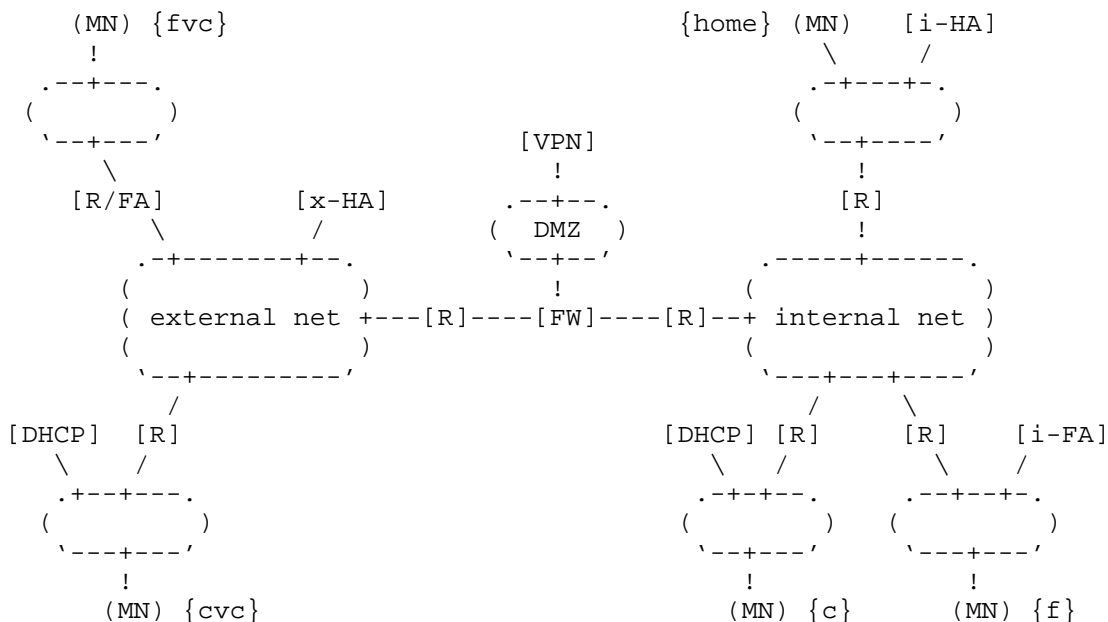 (MN) {fvc} {home} (MN) [i-HA]
! \ /
.--+---. .-+---+-.
( ) ( )
`--+---' `--+----'
\ [VPN] !
[R/FA] [x-HA] ! [R]
\ / .--+--. !
.-+-------+--. ( DMZ ) .-----+------.
( ) `--+--' ( )
( ) ! ( )
( external net +---[R]----[FW]----[R]--+ internal net )
( ) ( )
`--+---------' `---+---+----'
/ / \
[DHCP] [R] [DHCP] [R] [R] [i-FA]
\ / \ / \ /
.+--+---. .-+-+--. .--+--+-.
( ) ( ) ( )
`---+---' `--+---' `---+---'
! ! !
(MN) {cvc} (MN) {c} (MN) {f}